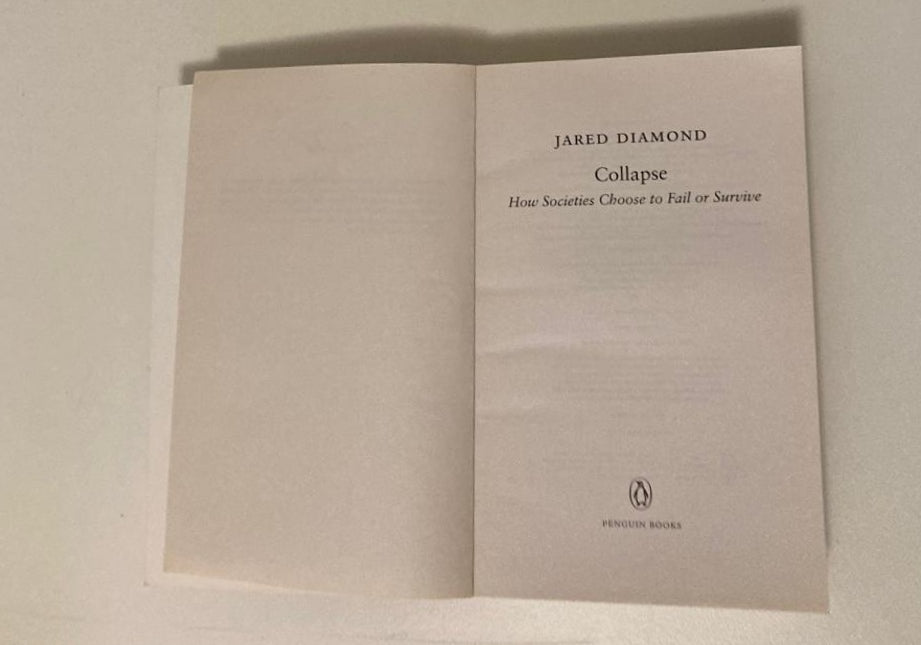 JARED DIAMOND
Collapse
How Societies Choose to Fail or Survive
PENGUIN BOOKS